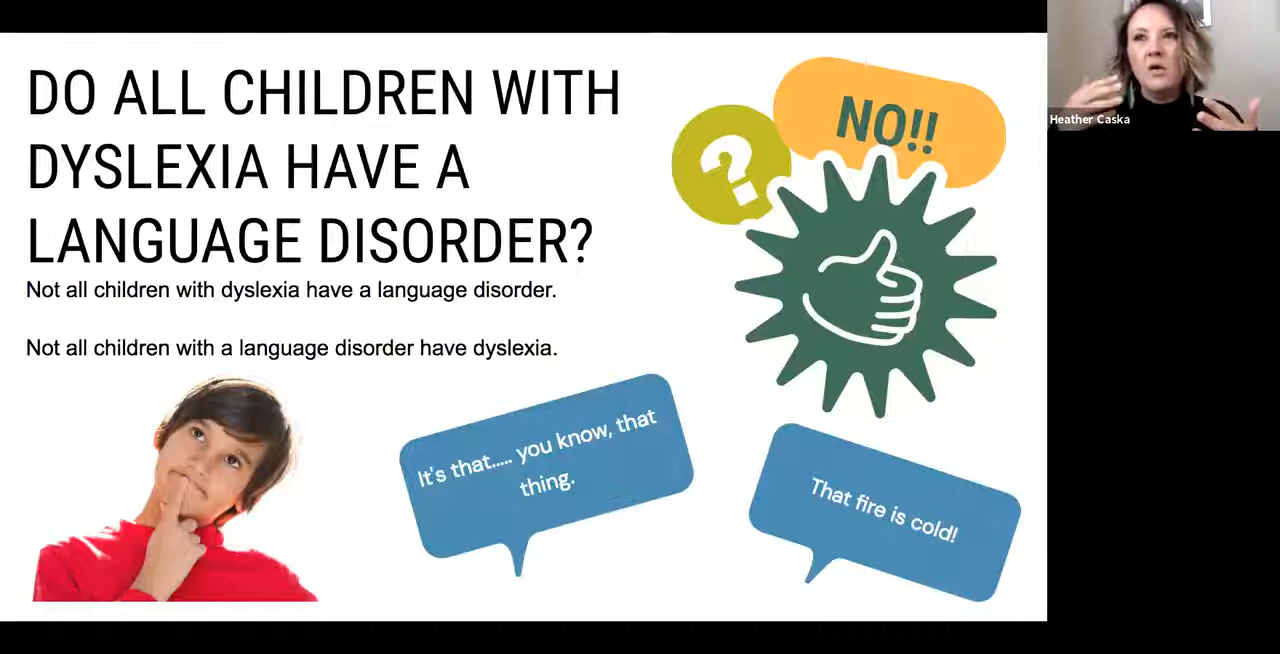 DO ALL CHILDREN WITH
DYSLEXIA HAVE A
LANGUAGE DISORDER?
Not all children with dyslexia have a language disorder.
Not all children with a language disorder have dyslexia.
?
NO!!
It's that..... you know, that
thing.
That fire is cold!
Heather Caska